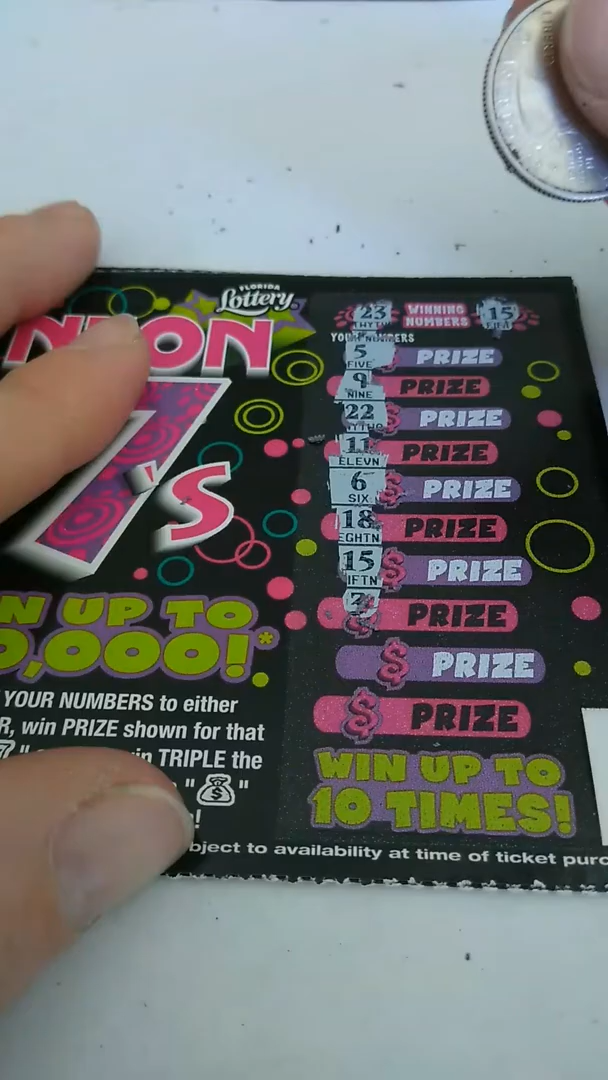 FLORIDA
Lottery
NEON
7's
23 WINNING NUMBERS 15
YOUR NUMBERS
5 PRIZE
FIVE
9 PRIZE
NINE
22 PRIZE
11 PRIZE
ELEVN
6 PRIZE
SIX
18 PRIZE
EGHTN
15 PRIZE
IFTN
PRIZE
$ PRIZE
$ PRIZE
N UP TO
0,000!*
YOUR NUMBERS to either
R, win PRIZE shown for that
in TRIPLE the
WIN UP TO
10 TIMES!
bject to availability at time of ticket purc